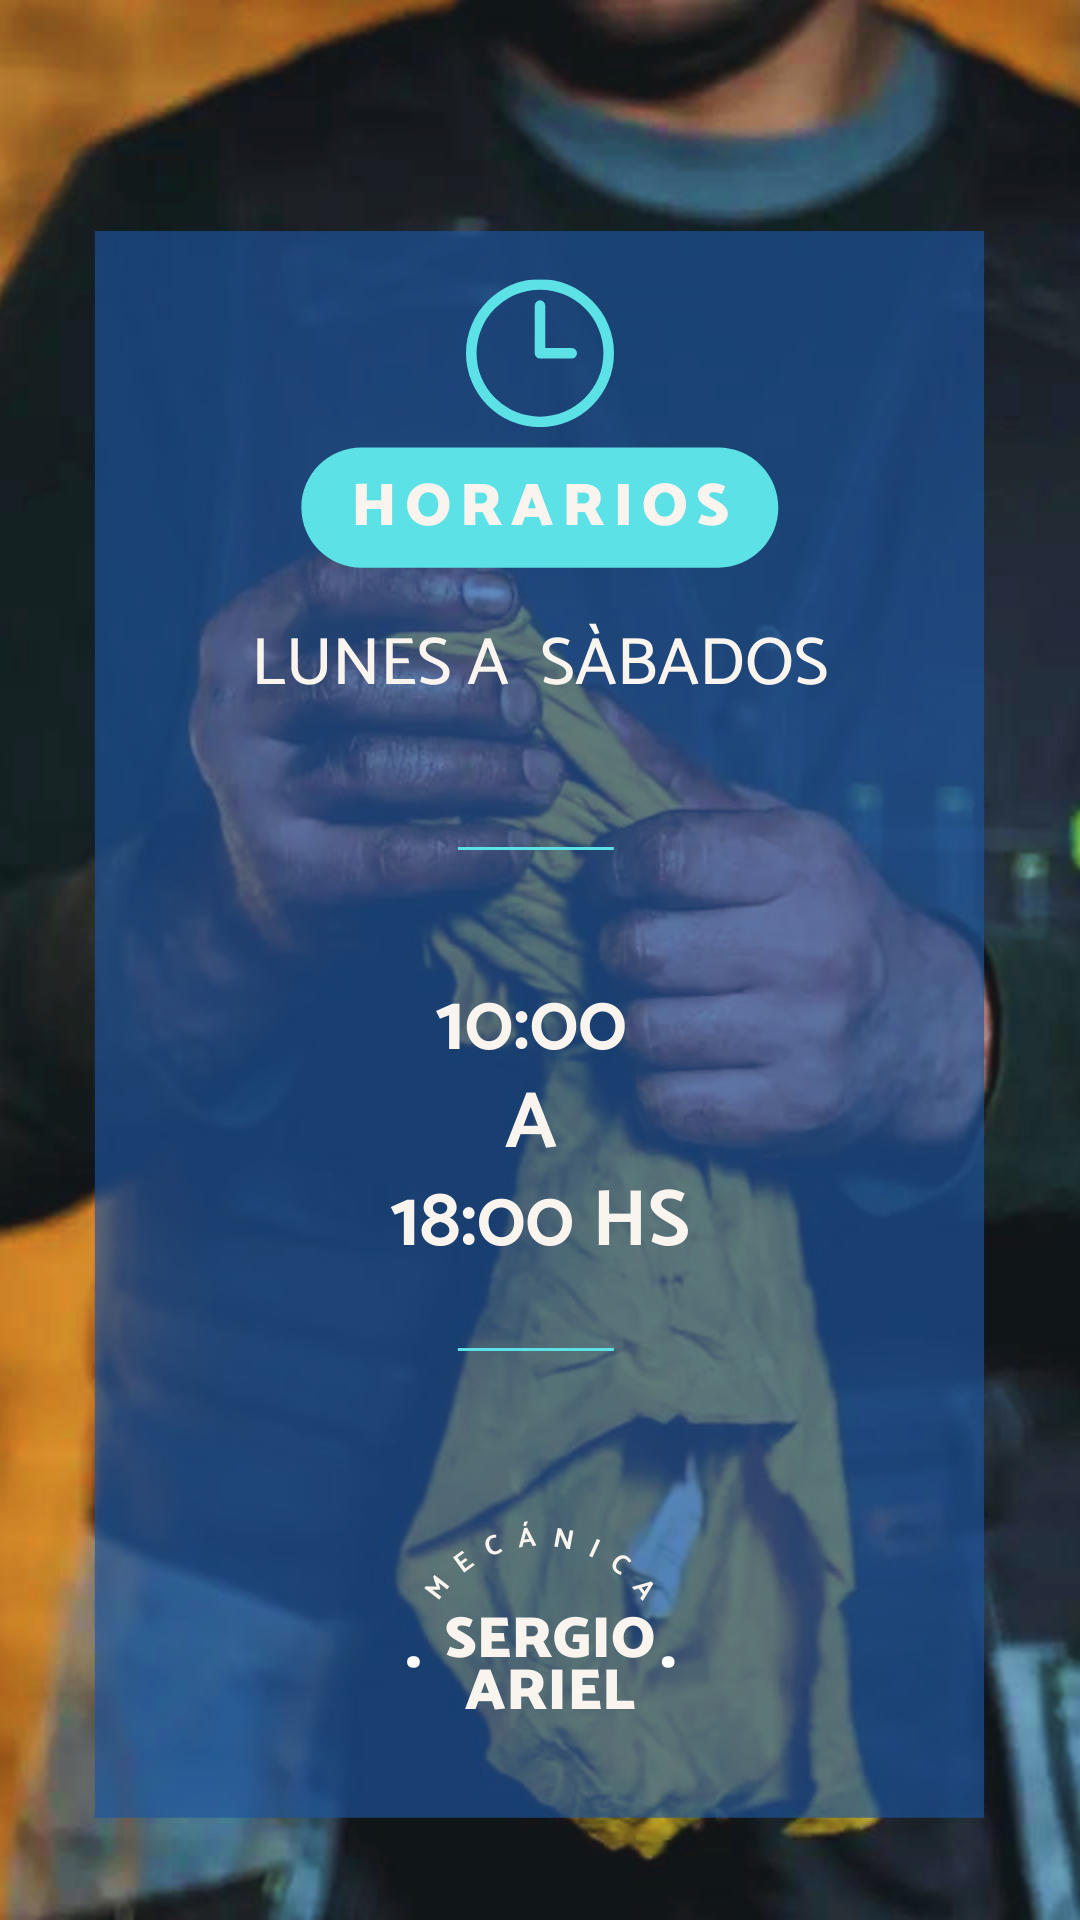 HORARIOS
LUNES A SÀBADOS
10:00
A
18:00 HS
MECÁNICA
SERGIO
ARIEL